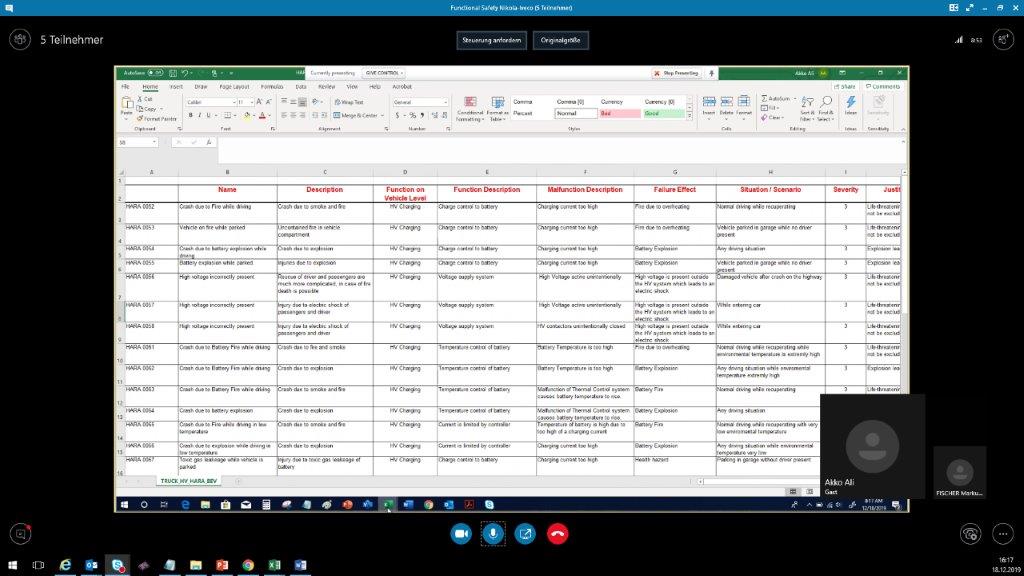 Functional Safety Nikola-Iveco (5 Teilnehmer)
5 Teilnehmer
Steuerung anfordern
Originalgröße
8:53
AutoSave
Off
HAR
Currently presenting
GIVE CONTROL
Stop Presenting
Akko Ali
AA
File Home Insert Draw Page Layout Formulas Data Review View Help Acrobat
Share
Comments
Paste
Cut
Copy
Format Painter
Clipboard
Calibri
11
B I U
Font
Wrap Text
Merge & Center
Alignment
General
Number
Conditional Formatting
Format as Table
Comma
Comma [0]
Currency
Currency [0]
Percent
Normal
Bad
Good
Styles
Insert Delete Format
Cells
AutoSum
Fill
Clear
Sort & Filter
Find & Select
Editing
Ideas
Ideas
Sensitivity
Sensitivity
A B C D E F G H I
Name Description Function on Vehicle Level Function Description Malfunction Description Failure Effect Situation / Scenario Severity Justi
HARA 0052 Crash due to Fire while driving Crash due to smoke and fire HV Charging Charge control to battery Charging current too high Fire due to overheating Normal driving while recuperating 3 Life-threatenin not be exclud
HARA 0053 Vehicle on fire while parked Uncontained fire in vehicle compartment HV Charging Charge control to battery Charging current too high Fire due to overheating Vehicle parked in garage while no driver present 3 Life-threatenin not be exclud
HARA 0054 Crash due to battery explosion while driving Crash due to explosion HV Charging Charge control to battery Charging current too high Battery Explosion Any driving situation 3 Explosion lea
HARA 0055 Battery explosion while parked Injuries due to explosion HV Charging Charge control to battery Charging current too high Battery Explosion Vehicle parked in garage while no driver present 3 Explosion lea
HARA 0056 High voltage incorrectly present Rescue of driver and passengers are much more complicated, in case of fire death is possible HV Charging Voltage supply system High Voltage active unintentionally High voltage is present outside the HV system which leads to an electric shock Damaged vehicle after crash on the highway 3 Life-threatenin not be exclud
HARA 0057 High voltage incorrectly present Injury due to electric shock of passengers and driver HV Charging Voltage supply system High Voltage active unintentionally High voltage is present outside the HV system which leads to an electric shock While entering car 3 Life-threatenin not be exclud
HARA 0058 High voltage incorrectly present Injury due to electric shock of passengers and driver HV Charging Voltage supply system HV contactors unintentionally closed High voltage is present outside the HV system which leads to an electric shock While entering car 3 Life-threatenin not be exclud
HARA 0061 Crash due to Battery Fire while driving Crash due to fire and smoke HV Charging Temperature control of battery Battery Temperature is too high Fire due to overheating Normal driving while recuperating while environmental temperature is extremely high 3 Life-threatenin not be exclud
HARA 0062 Crash due to Battery Fire while driving Crash due to explosion HV Charging Temperature control of battery Battery Temperature is too high Battery Explosion Any driving situation while environmental temperature extremely high 3 Explosion lea
HARA 0063 Crash due to Battery Fire while driving Crash due to smoke and fire HV Charging Temperature control of battery Malfunction of Thermal Control system causes battery temperature to rise. Battery Fire Normal driving while recuperating 3 Life-threatenin
HARA 0064 Crash due to battery explosion Crash due to explosion HV Charging Temperature control of battery Malfunction of Thermal Control system causes battery temperature to rise. Battery Explosion Any driving situation
HARA 0065 Crash due to Fire while driving in low temperature Crash due to smoke and fire HV Charging Current is limited by controller Temperature of battery is high due to too high of a charging current Battery Fire Normal driving while recuperating with very low enviromental temperature
HARA 0066 Crash due to explosion while driving in low temperature Crash due to explosion HV Charging Current is limited by controller Charging current too high Battery Explosion Any driving situation while environmental temperature very low
HARA 0067 Toxic gas leakage while vehicle is parked Injury due to toxic gas leakage of battery HV Charging Charge control to battery Charging current too high Health hazard Parking in garage without driver present
TRUCK_HV_HARA_BEV
Akko Ali
Gast
FISCHER Marku...
8:17 AM
12/18/2019
16:17
18.12.2019